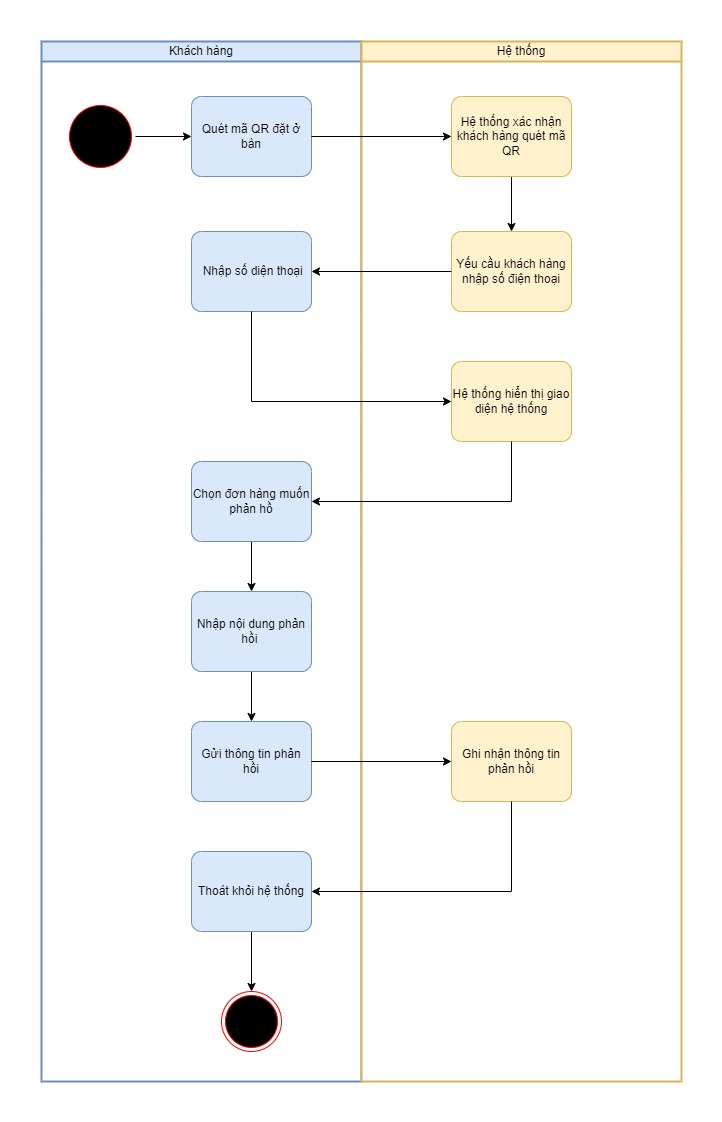 Khách hàng
Hệ thống
Quét mã QR đặt ở
bàn
Hệ thống xác nhận
khách hàng quét mã
QR
Nhập số diện thoại
Yếu cầu khách hàng
nhập số điện thoại
Hệ thống hiển thị giao
diện hệ thống
Chọn đơn hàng muốn
phản hồ
Nhập nội dung phản
hồi
Gửi thông tin phản
hồi
Ghi nhận thông tin
phản hồi
Thoát khỏi hệ thống